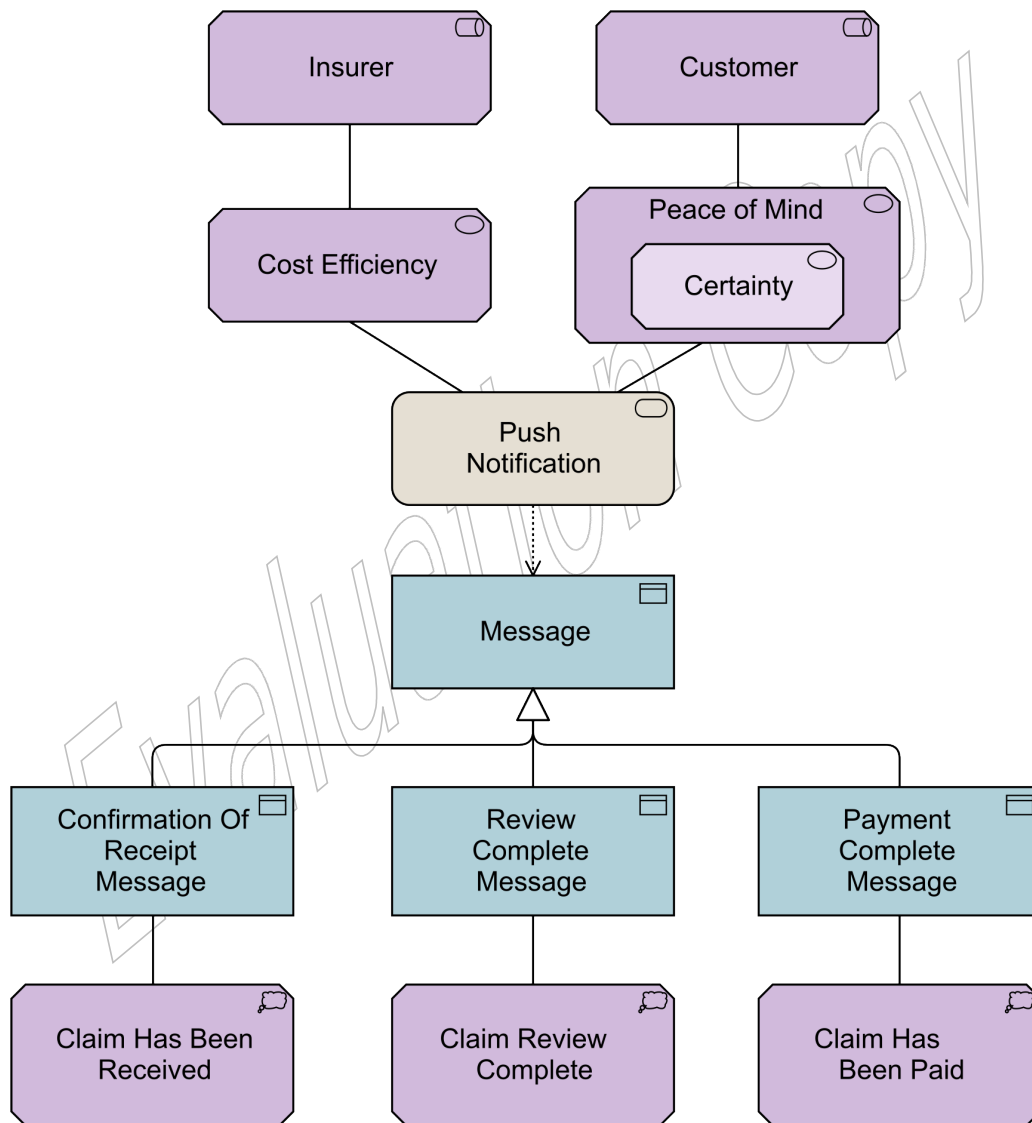 Insurer
Customer
Cost Efficiency
Peace of Mind
Certainty
Push
Notification
Message
Confirmation Of
Receipt
Message
Review
Complete
Message
Payment
Complete
Message
Claim Has Been
Received
Claim Review
Complete
Claim Has
Been Paid
Evaluation Copy